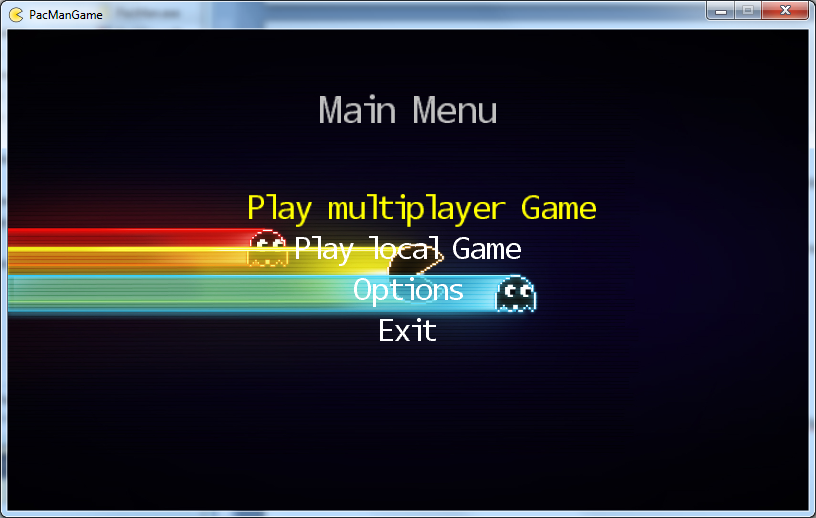 PacManGame
Main Menu
Play multiplayer Game
Play local Game
Options
Exit